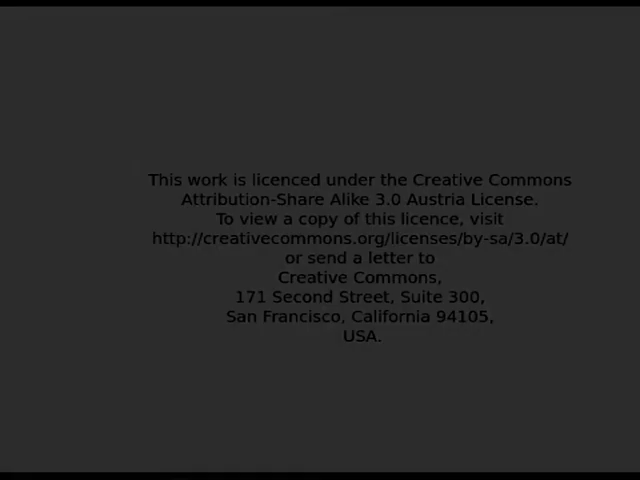 This work is licenced under the Creative Commons
Attribution-Share Alike 3.0 Austria License.
To view a copy of this licence, visit
http://creativecommons.org/licenses/by-sa/3.0/at/
or send a letter to
Creative Commons,
171 Second Street, Suite 300,
San Francisco, California 94105,
USA.